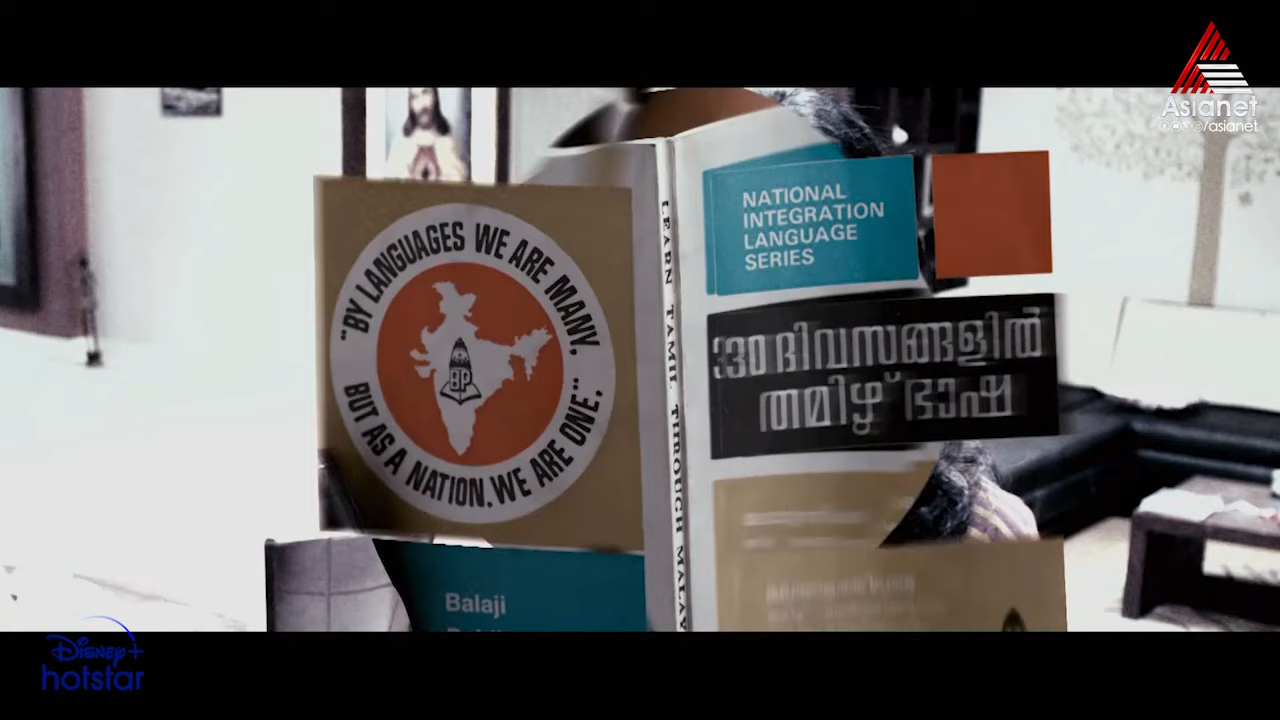 Asianet
/asianet
"BY LANGUAGES WE ARE MANY,
BUT AS A NATION, WE ARE ONE."
BP
Balaji
LEARN TAMIL THROUGH
NATIONAL
INTEGRATION
LANGUAGE
SERIES
30 ദിവസങ്ങളിൽ
തമിഴ് ഭാഷ
Disney+
hotstar